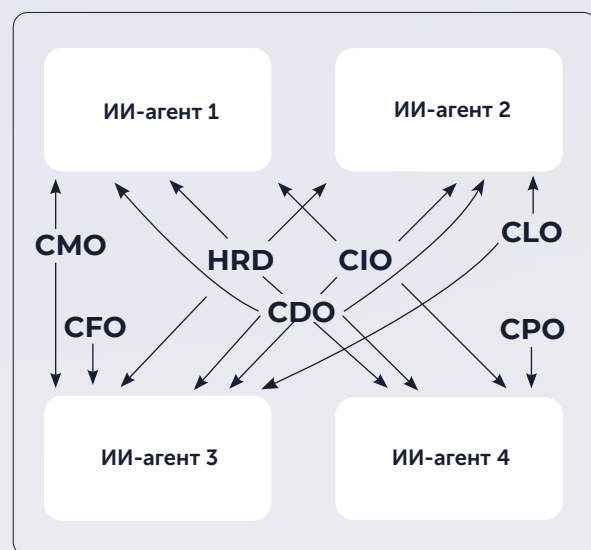 ИИ-агент 1
ИИ-агент 2
CMO
HRD
CIO
CLO
CDO
CFO
CPO
ИИ-агент 3
ИИ-агент 4